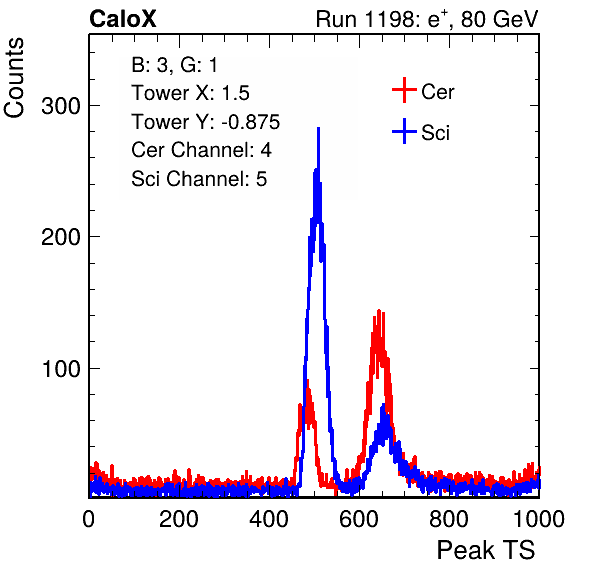 CaloX Run 1198: e⁺, 80 GeV
B: 3, G: 1
Tower X: 1.5
Tower Y: -0.875
Cer Channel: 4
Sci Channel: 5
Cer
Sci
Counts
300
200
100
0 200 400 600 800 1000
Peak TS